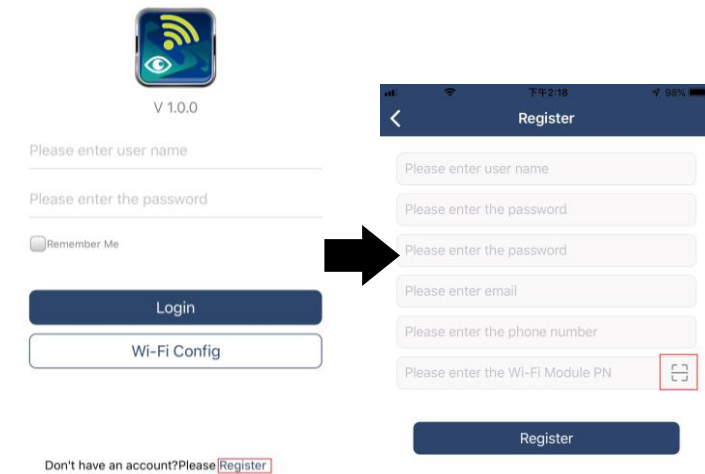 V 1.0.0
Please enter user name
Please enter the password
Remember Me
Login
Wi-Fi Config
Don't have an account?Please Register
下午2:18
98%
Register
Please enter user name
Please enter the password
Please enter the password
Please enter email
Please enter the phone number
Please enter the Wi-Fi Module PN
Register